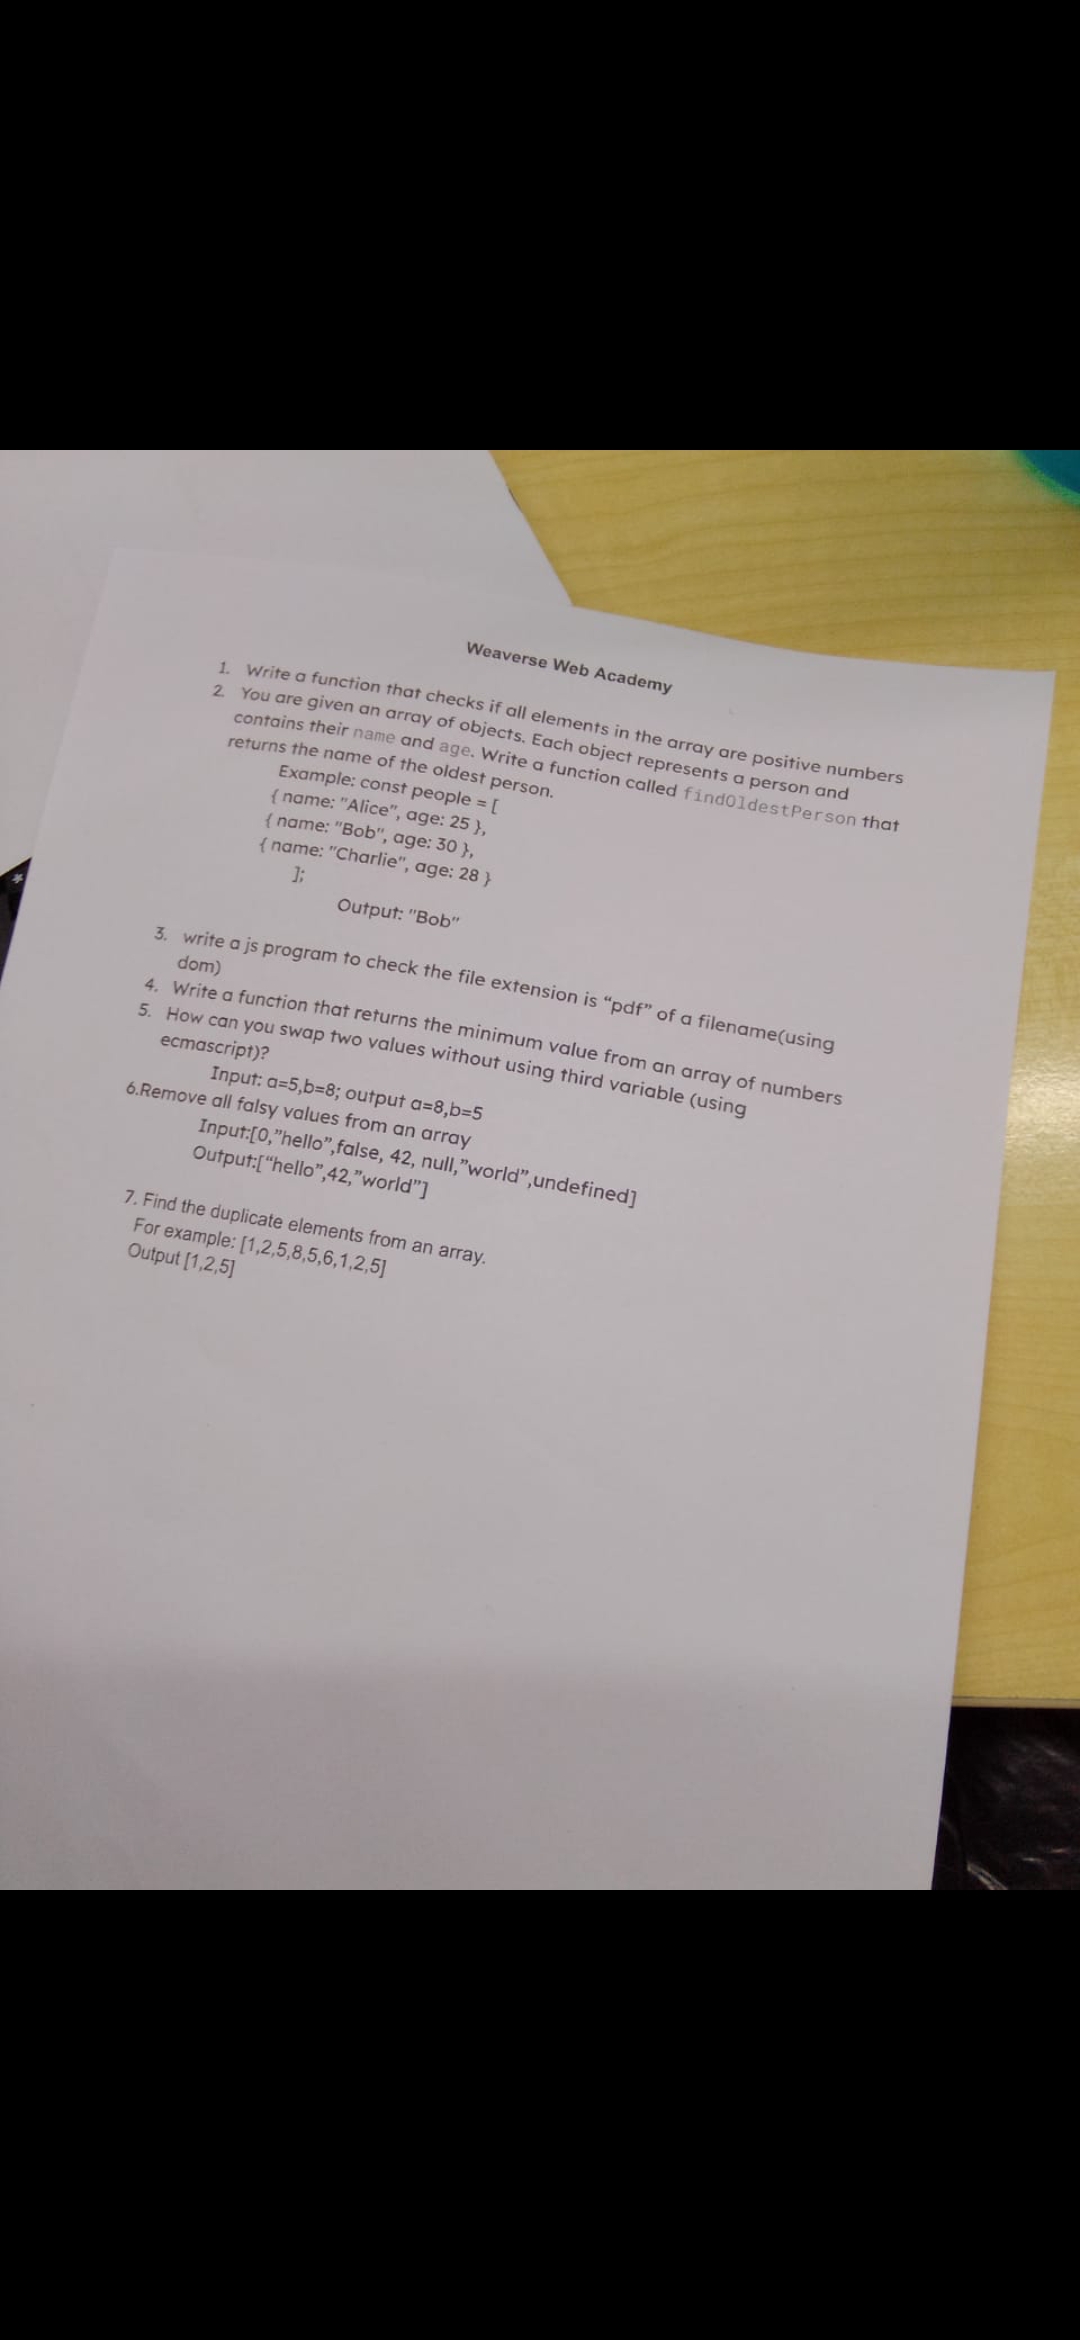 Weaverse Web Academy
1. Write a function that checks if all elements in the array are positive numbers
2. You are given an array of objects. Each object represents a person and
contains their name and age. Write a function called findOldestPerson that
returns the name of the oldest person.
Example: const people = [
{ name: "Alice", age: 25 },
{ name: "Bob", age: 30 },
{ name: "Charlie", age: 28 }
];
Output: "Bob"
3. write a js program to check the file extension is “pdf” of a filename(using
dom)
4. Write a function that returns the minimum value from an array of numbers
5. How can you swap two values without using third variable (using
ecmascript)?
Input: a=5,b=8; output a=8,b=5
6.Remove all falsy values from an array
Input:[0,”hello”,false, 42, null,”world”,undefined]
Output:[“hello”,42,”world”]
7. Find the duplicate elements from an array.
For example: [1,2,5,8,5,6,1,2,5]
Output [1,2,5]